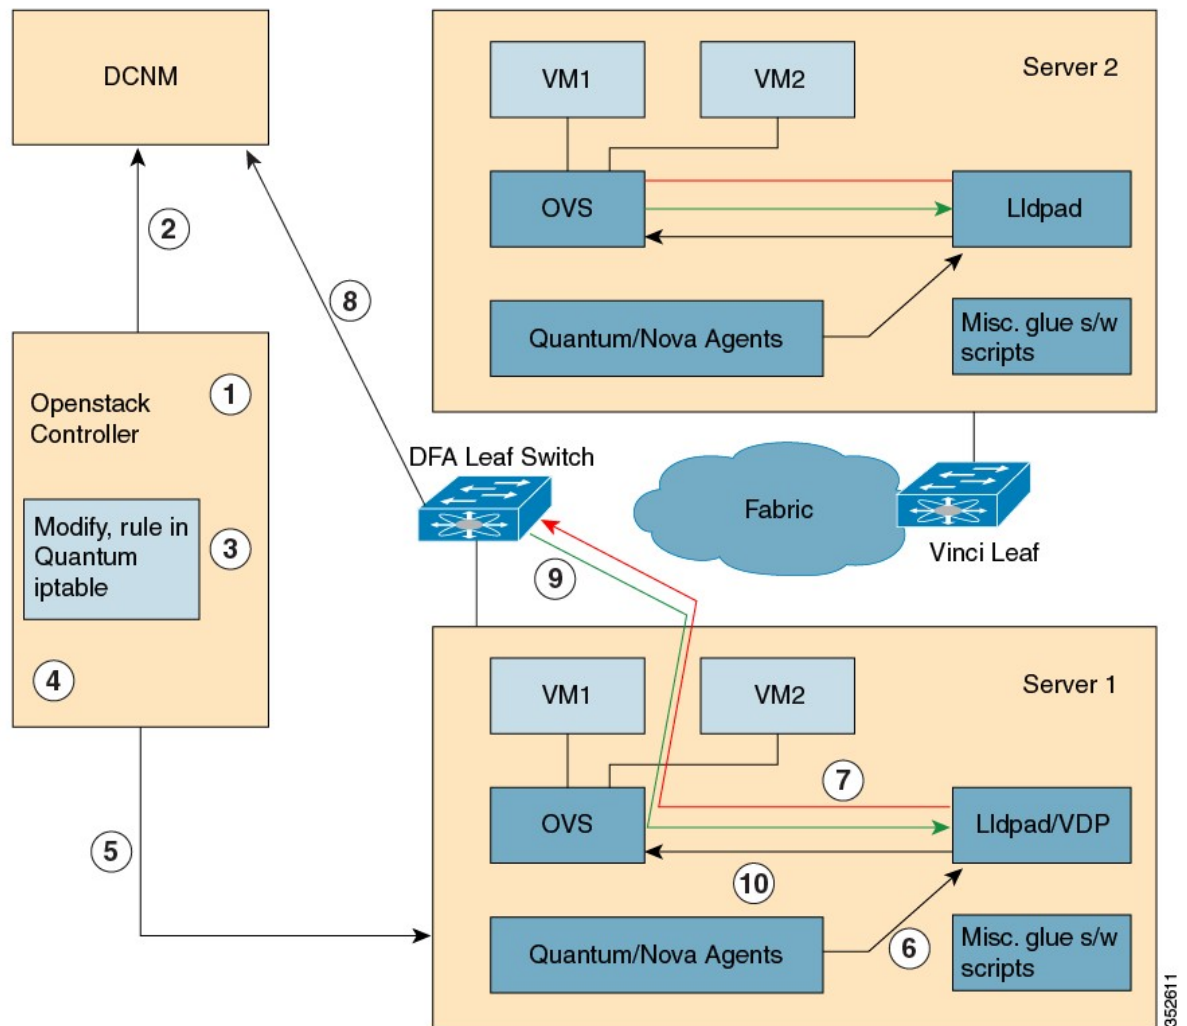 DCNM
Server 2
VM1
VM2
OVS
Lldpad
Quantum/Nova Agents
Misc. glue s/w
scripts
2
8
1
Openstack
Controller
Modify, rule in
Quantum
iptable
3
4
5
DFA Leaf Switch
Fabric
Vinci Leaf
9
Server 1
VM1
VM2
7
OVS
Lldpad/VDP
10
Quantum/Nova Agents
6
Misc. glue s/w
scripts
352611